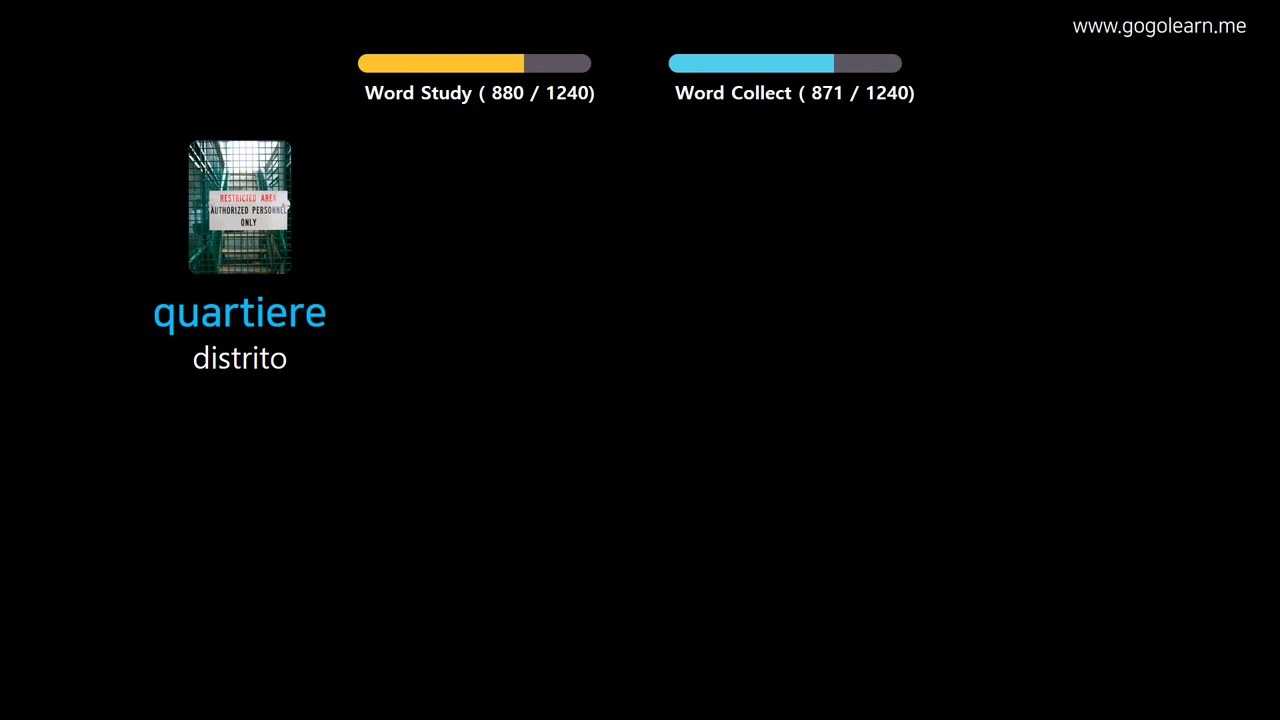 www.gogolearn.me
Word Study ( 880 / 1240)
Word Collect ( 871 / 1240)
RESTRICTED AREA
AUTHORIZED PERSONNEL
ONLY
quartiere
distrito